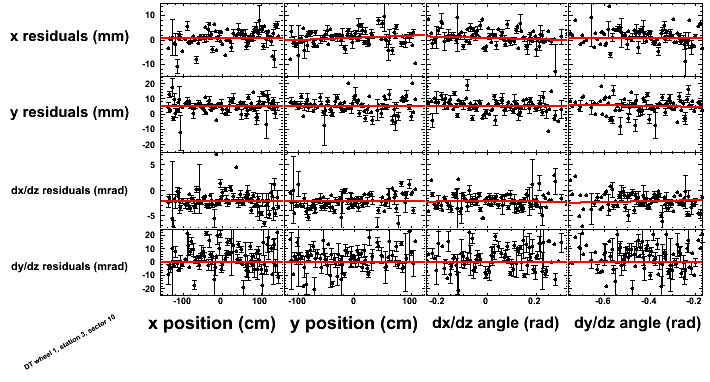 x residuals (mm)
10
0
-10
y residuals (mm)
20
10
0
-10
-20
dx/dz residuals (mrad)
5
0
-5
dy/dz residuals (mrad)
20
10
0
-10
-20
-100 0 100 -100 0 100 -0.2 0 0.2 -0.6 -0.4 -0.2
x position (cm) y position (cm) dx/dz angle (rad) dy/dz angle (rad)
DT wheel 1, station 3, sector 10